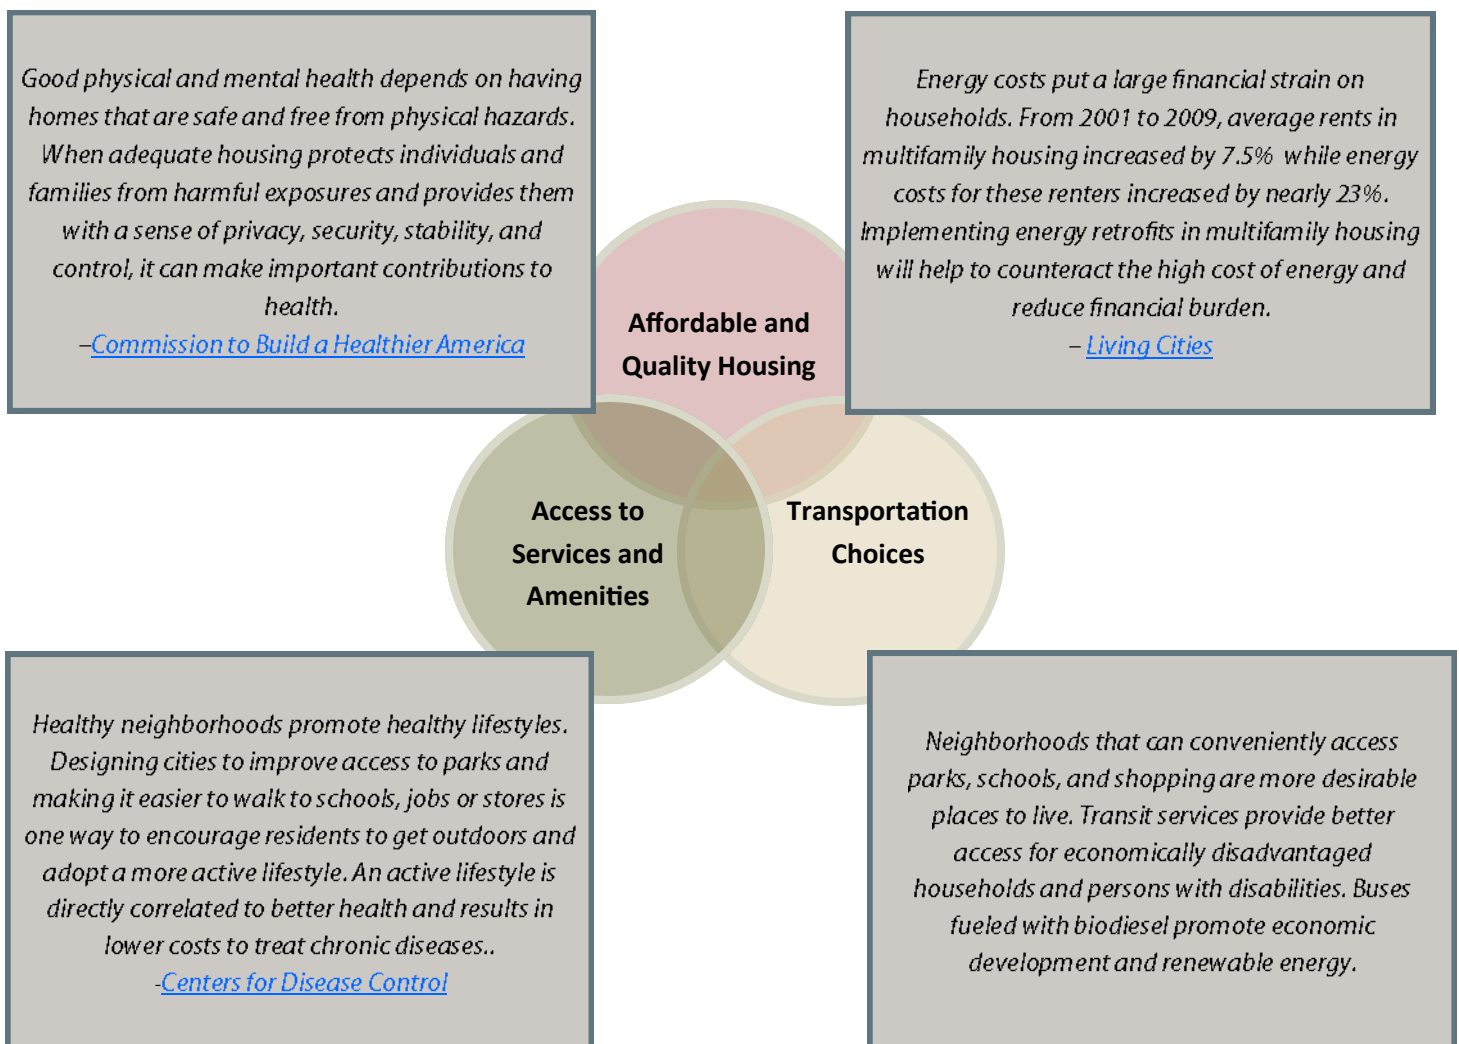 Good physical and mental health depends on having
homes that are safe and free from physical hazards.
When adequate housing protects individuals and
families from harmful exposures and provides them
with a sense of privacy, security, stability, and
control, it can make important contributions to
health.
–Commission to Build a Healthier America
Energy costs put a large financial strain on
households. From 2001 to 2009, average rents in
multifamily housing increased by 7.5% while energy
costs for these renters increased by nearly 23%.
Implementing energy retrofits in multifamily housing
will help to counteract the high cost of energy and
reduce financial burden.
– Living Cities
Affordable and
Quality Housing
Access to
Services and
Amenities
Transportation
Choices
Healthy neighborhoods promote healthy lifestyles.
Designing cities to improve access to parks and
making it easier to walk to schools, jobs or stores is
one way to encourage residents to get outdoors and
adopt a more active lifestyle. An active lifestyle is
directly correlated to better health and results in
lower costs to treat chronic diseases..
-Centers for Disease Control
Neighborhoods that can conveniently access
parks, schools, and shopping are more desirable
places to live. Transit services provide better
access for economically disadvantaged
households and persons with disabilities. Buses
fueled with biodiesel promote economic
development and renewable energy.